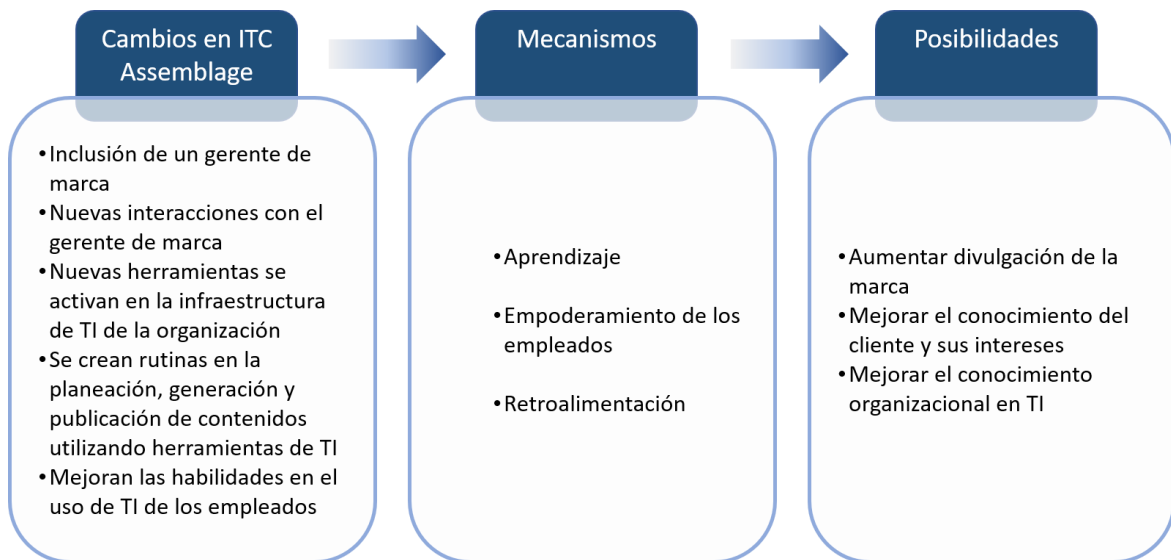 Cambios en ITC
Assemblage
•Inclusión de un gerente de
marca
•Nuevas interacciones con el
gerente de marca
•Nuevas herramientas se
activan en la infraestructura
de TI de la organización
•Se crean rutinas en la
planeación, generación y
publicación de contenidos
utilizando herramientas de TI
•Mejoran las habilidades en el
uso de TI de los empleados
Mecanismos
•Aprendizaje
•Empoderamiento de los
empleados
•Retroalimentación
Posibilidades
•Aumentar divulgación de la
marca
•Mejorar el conocimiento del
cliente y sus intereses
•Mejorar el conocimiento
organizacional en TI